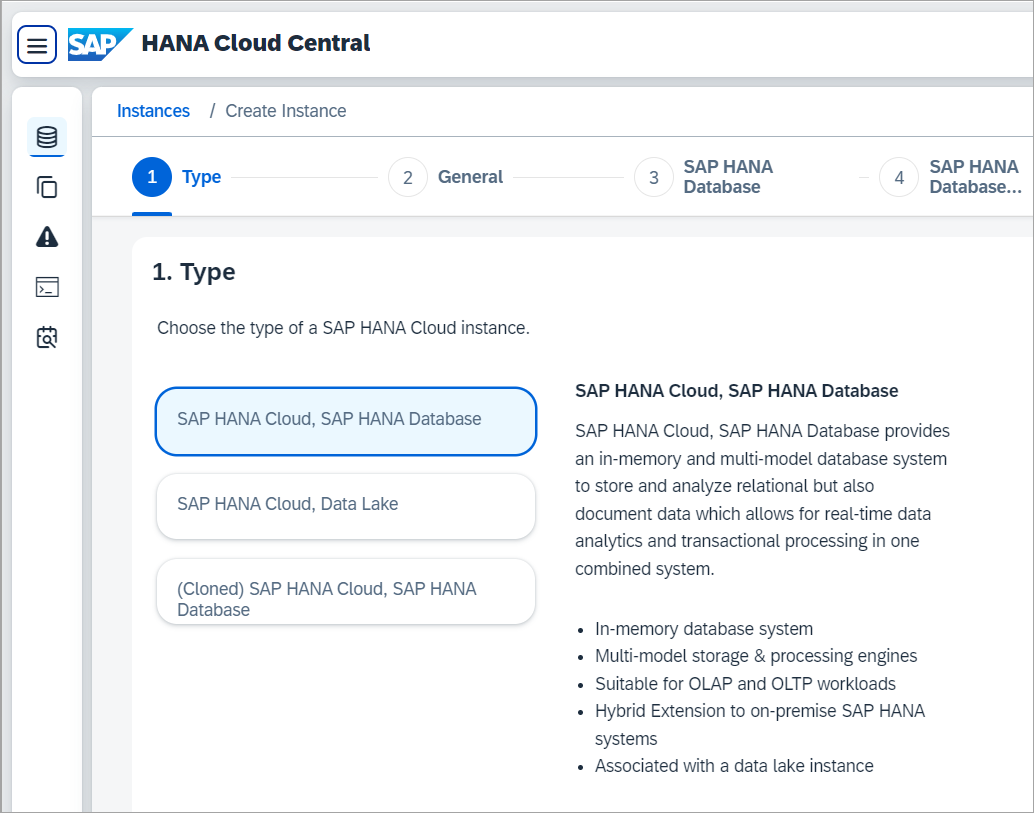 SAP HANA Cloud Central
Instances / Create Instance
1 Type 2 General 3 SAP HANA Database 4 SAP HANA Database...
1. Type
Choose the type of a SAP HANA Cloud instance.
SAP HANA Cloud, SAP HANA Database
SAP HANA Cloud, Data Lake
(Cloned) SAP HANA Cloud, SAP HANA
Database
SAP HANA Cloud, SAP HANA Database
SAP HANA Cloud, SAP HANA Database provides
an in-memory and multi-model database system
to store and analyze relational but also
document data which allows for real-time data
analytics and transactional processing in one
combined system.
• In-memory database system
• Multi-model storage & processing engines
• Suitable for OLAP and OLTP workloads
• Hybrid Extension to on-premise SAP HANA
systems
• Associated with a data lake instance